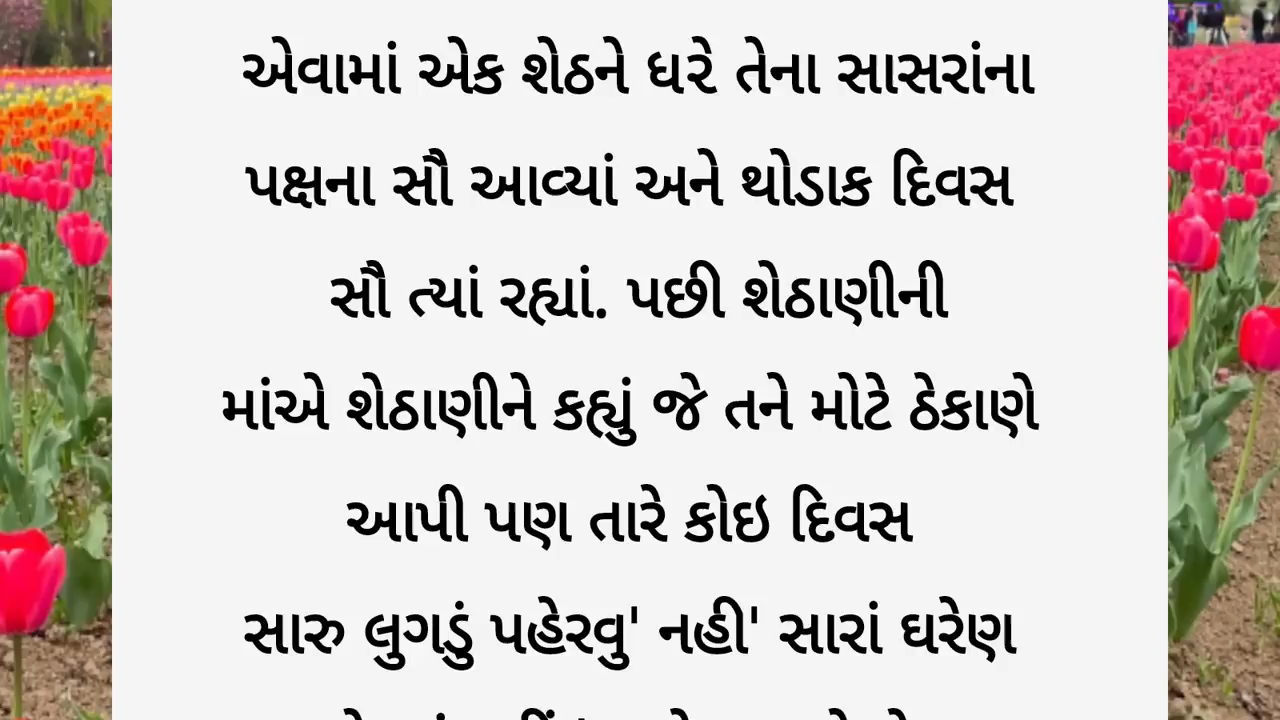 એવામાં એક શેઠને ધરે તેના સાસરાંના
પક્ષના સૌ આવ્યાં અને થોડાક દિવસ
સૌ ત્યાં રહ્યાં. પછી શેઠાણીની
માંએ શેઠાણીને કહ્યું જે તને મોટે ઠેકાણે
આપી પણ તારે કોઇ દિવસ
સારુ લુગડું પહેરવુ' નહી' સારાં ઘરેણ